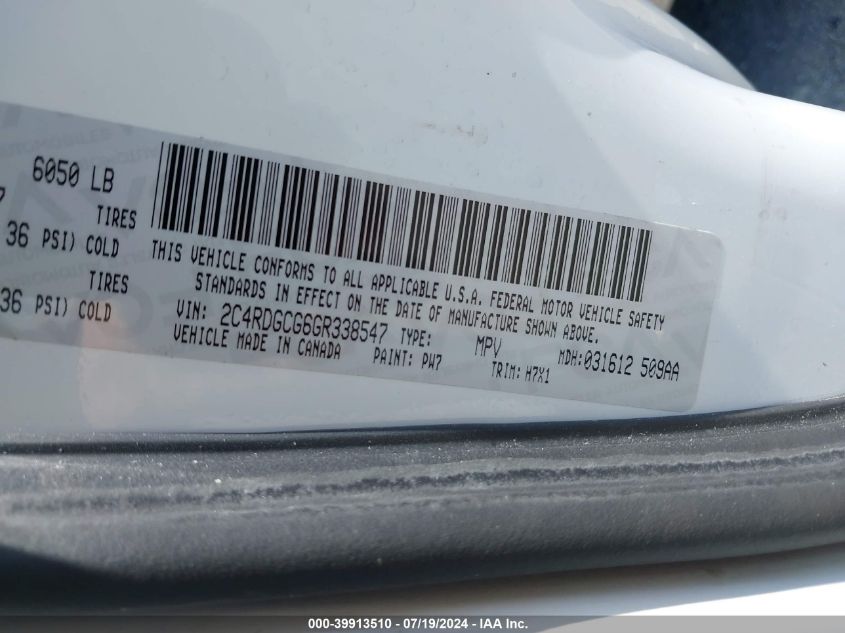 6050 LB
TIRES
36 PSI) COLD
TIRES
36 PSI) COLD
THIS VEHICLE CONFORMS TO ALL APPLICABLE U.S.A. FEDERAL MOTOR VEHICLE SAFETY
STANDARDS IN EFFECT ON THE DATE OF MANUFACTURE SHOWN ABOVE.
VIN: 2C4RDGCG6GR338547 TYPE: MPV MDH:031612 509AA
VEHICLE MADE IN CANADA PAINT: PW7 TRIM: H7X1
000-39913510 / 07/19/2024 - IAA Inc.